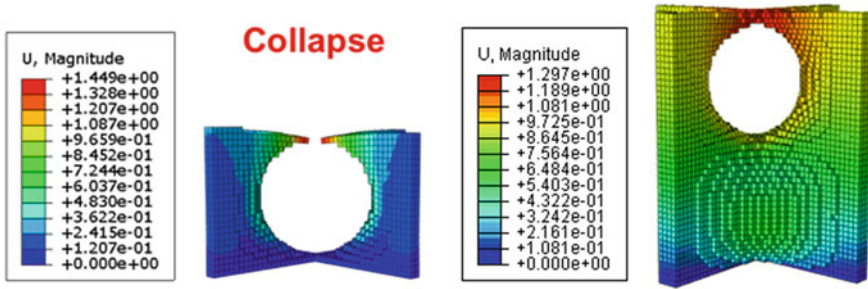 U, Magnitude
+1.449e+00
+1.328e+00
+1.207e+00
+1.087e+00
+9.659e-01
+8.452e-01
+7.244e-01
+6.037e-01
+4.830e-01
+3.622e-01
+2.415e-01
+1.207e-01
+0.000e+00
Collapse
U, Magnitude
+1.297e+00
+1.189e+00
+1.081e+00
+9.725e-01
+8.645e-01
+7.564e-01
+6.484e-01
+5.403e-01
+4.322e-01
+3.242e-01
+2.161e-01
+1.081e-01
+0.000e+00